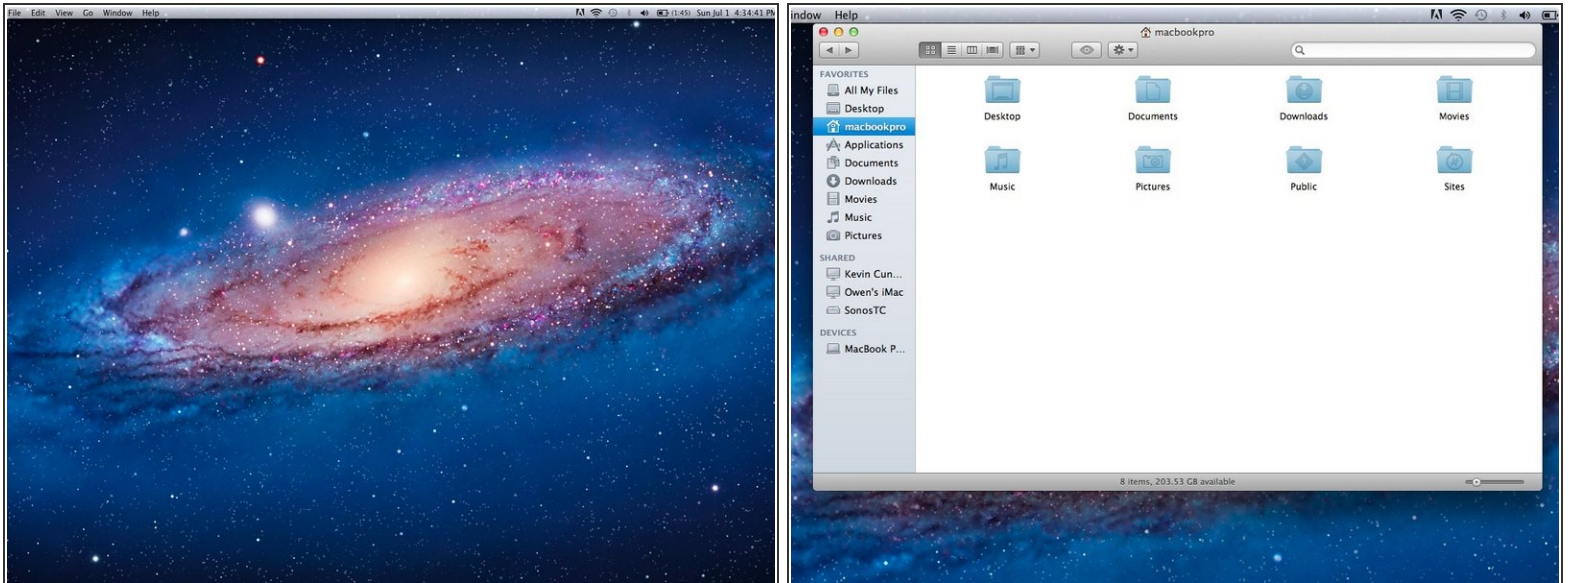 File Edit View Go Window Help (1:45) Sun Jul 1 4:34:41 PM
indow Help
macbookpro
FAVORITES
All My Files
Desktop
macbookpro
Applications
Documents
Downloads
Movies
Music
Pictures
SHARED
Kevin Cun...
Owen's iMac
SonosTC
DEVICES
MacBook P...
Desktop Documents Downloads Movies
Music Pictures Public Sites
8 items, 203.53 GB available